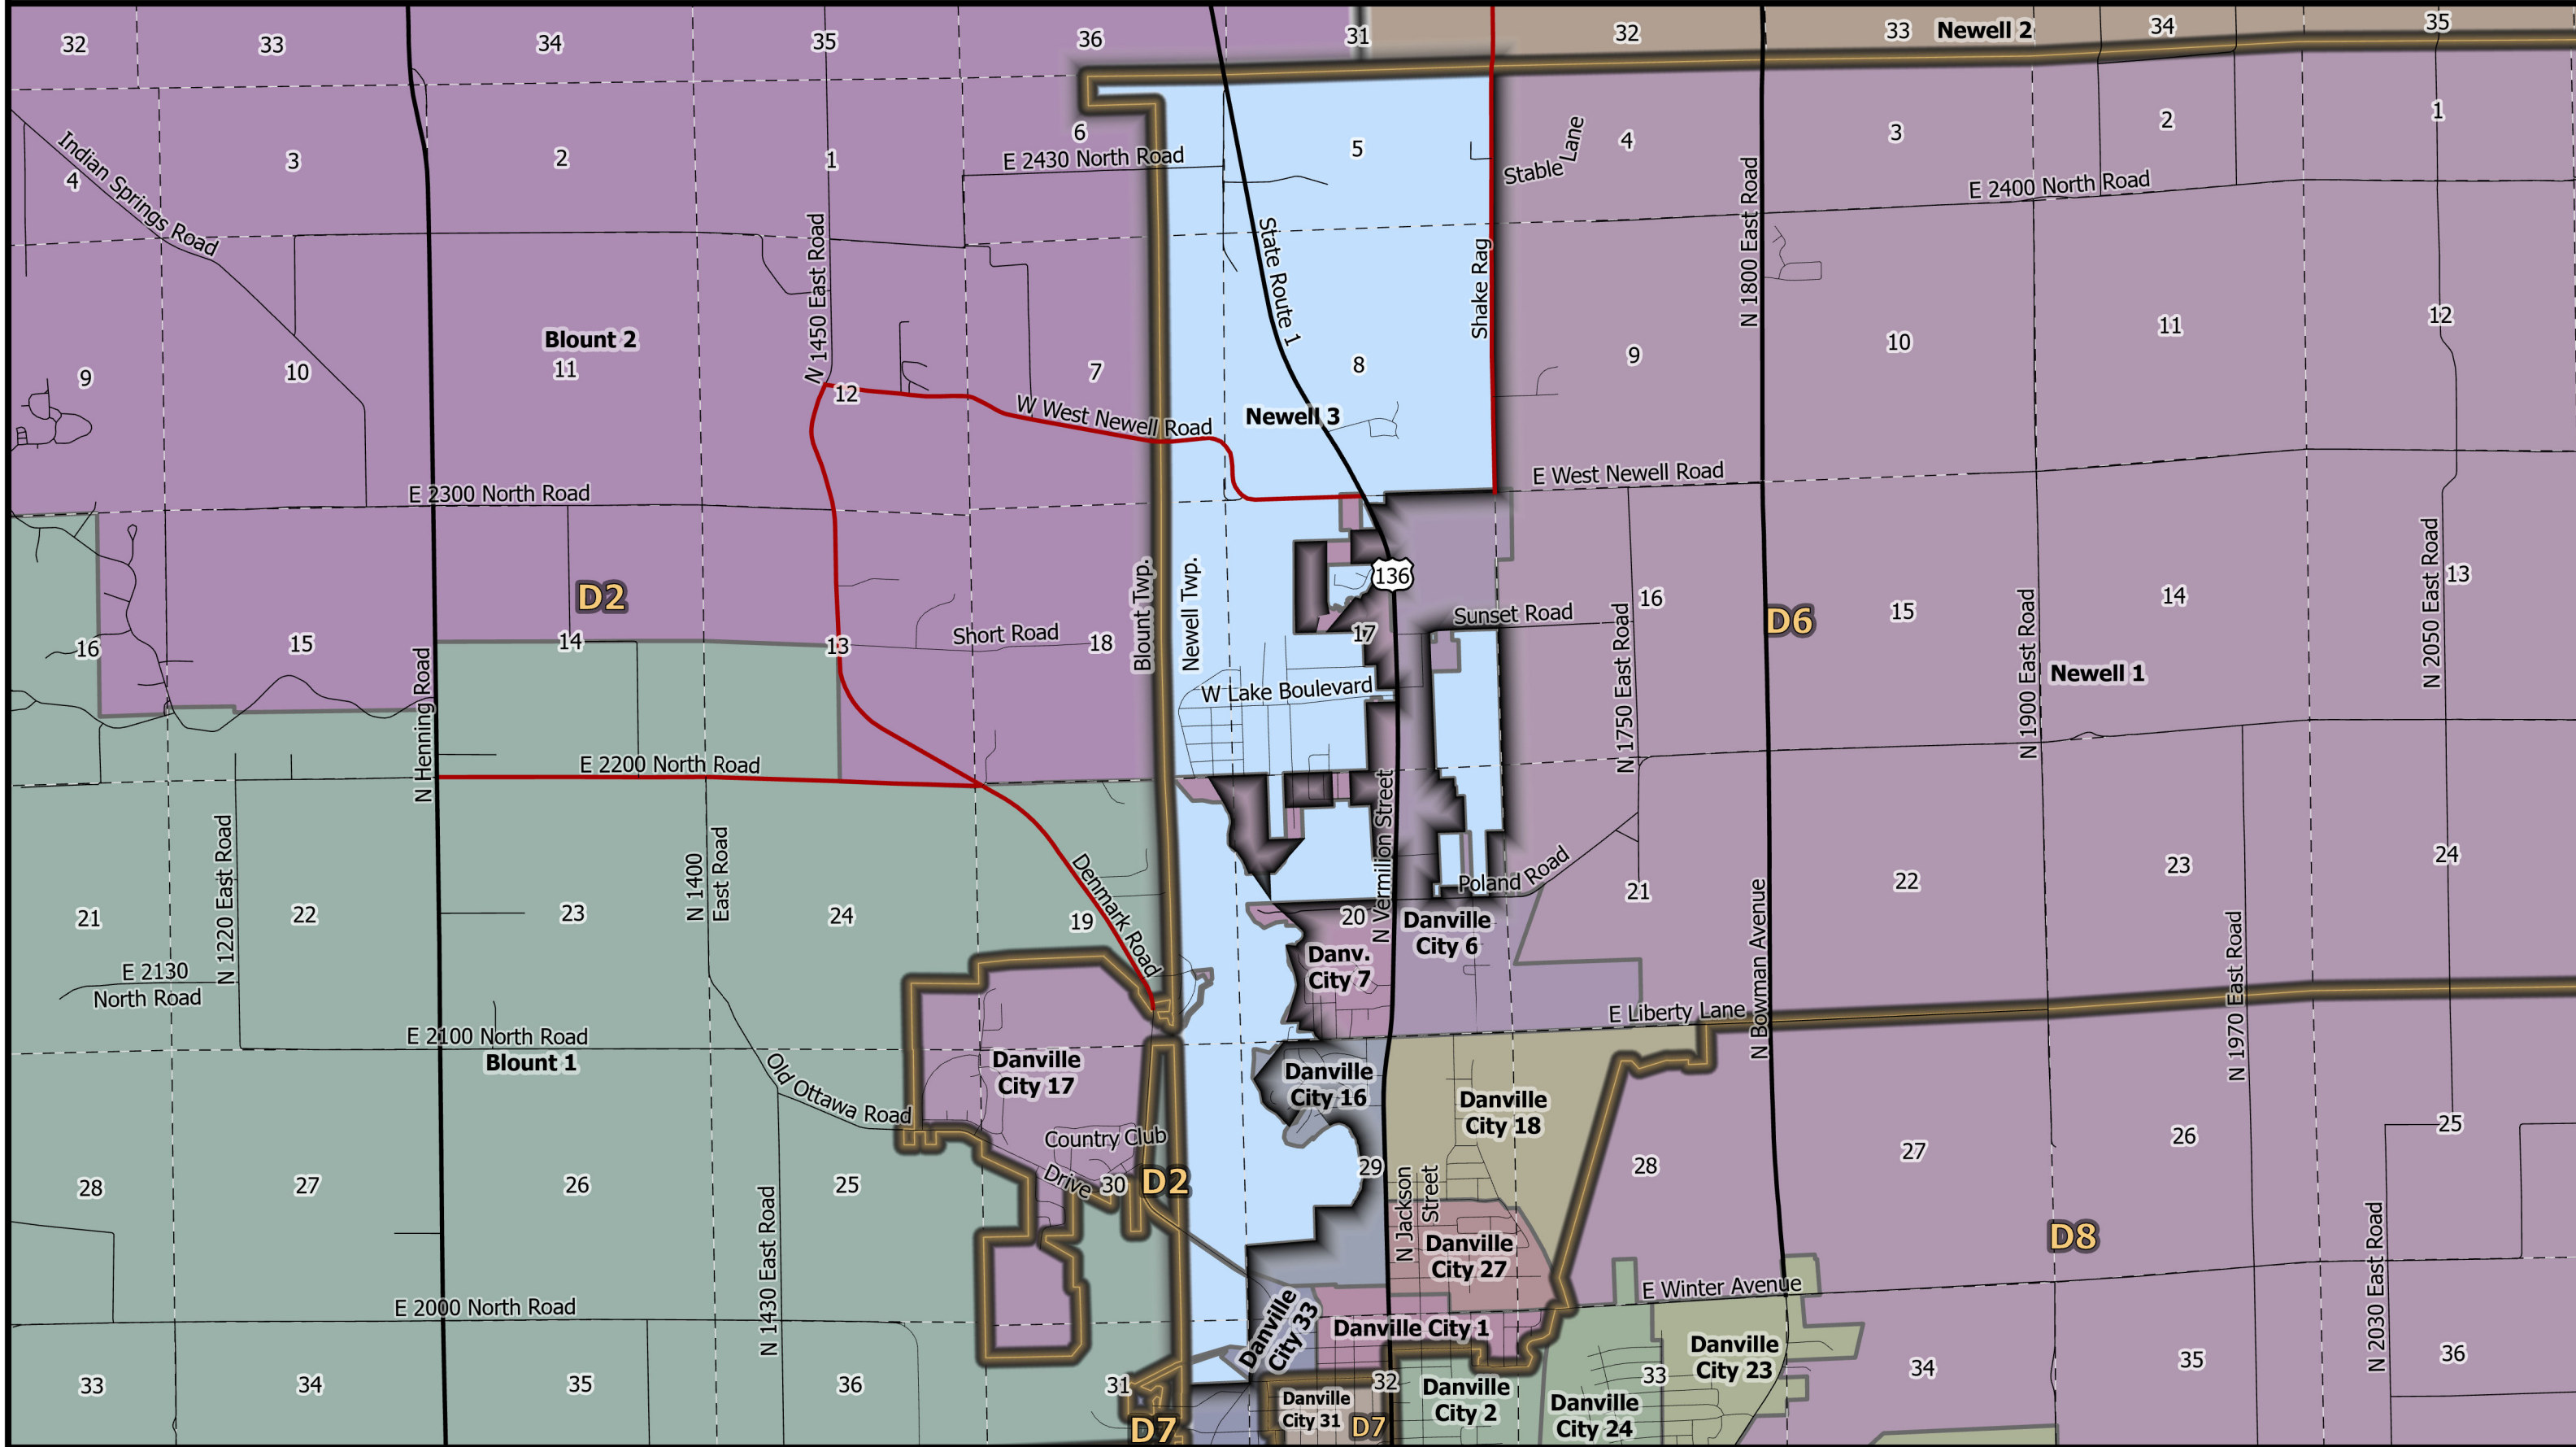 32
33
34
35
36
31
32
33
Newell 2
34
35
4
3
2
1
6
5
4
3
2
1
Indian Springs Road
E 2430 North Road
Stable Lane
E 2400 North Road
N 1450 East Road
State Route 1
Shake Rag
N 1800 East Road
Blount 2
9
10
11
12
7
8
9
10
11
12
W West Newell Road
Newell 3
E 2300 North Road
E West Newell Road
D2
136
D6
16
15
14
13
18
17
16
15
14
13
Short Road
Sunset Road
Blount Twp.
Newell Twp.
N Henning Road
W Lake Boulevard
N 1750 East Road
N 1900 East Road
Newell 1
N 2050 East Road
E 2200 North Road
N Vermilion Street
N 1220 East Road
N 1400
East Road
Denmark Road
Poland Road
21
22
23
24
19
20
21
22
23
24
Danville
City 6
Danv.
City 7
E 2130
North Road
N Bowman Avenue
N 1970 East Road
E Liberty Lane
E 2100 North Road
Blount 1
Old Ottawa Road
Danville
City 17
Danville
City 16
Danville
City 18
Country Club
Drive
D2
28
27
26
25
30
29
28
27
26
25
N Jackson
Street
N 1430 East Road
D8
N 2030 East Road
Danville
City 27
E Winter Avenue
E 2000 North Road
Danville
City 33
Danville City 1
Danville
City 23
33
34
35
36
31
32
33
34
35
36
Danville
City 31
Danville
City 2
Danville
City 24
D7
D7